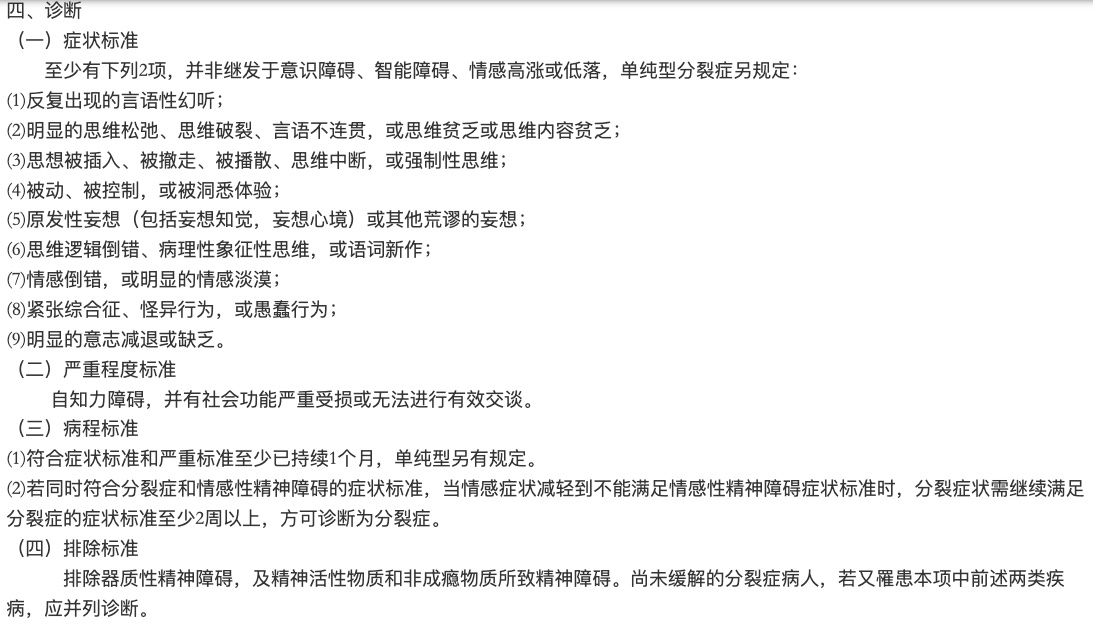 四、诊断
（一）症状标准
至少有下列2项，并非继发于意识障碍、智能障碍、情感高涨或低落，单纯型分裂症另规定：
(1)反复出现的言语性幻听；
(2)明显的思维松弛、思维破裂、言语不连贯，或思维贫乏或思维内容贫乏；
(3)思想被插入、被撤走、被播散、思维中断，或强制性思维；
(4)被动、被控制，或被洞悉体验；
(5)原发性妄想（包括妄想知觉，妄想心境）或其他荒谬的妄想；
(6)思维逻辑倒错、病理性象征性思维，或语词新作；
(7)情感倒错，或明显的情感淡漠；
(8)紧张综合征、怪异行为，或愚蠢行为；
(9)明显的意志减退或缺乏。
（二）严重程度标准
自知力障碍，并有社会功能严重受损或无法进行有效交谈。
（三）病程标准
(1)符合症状标准和严重标准至少已持续1个月，单纯型另有规定。
(2)若同时符合分裂症和情感性精神障碍的症状标准，当情感症状减轻到不能满足情感性精神障碍症状标准时，分裂症状需继续满足
分裂症的症状标准至少2周以上，方可诊断为分裂症。
（四）排除标准
排除器质性精神障碍，及精神活性物质和非成瘾物质所致精神障碍。尚未缓解的分裂症病人，若又罹患本项中前述两类疾
病，应并列诊断。